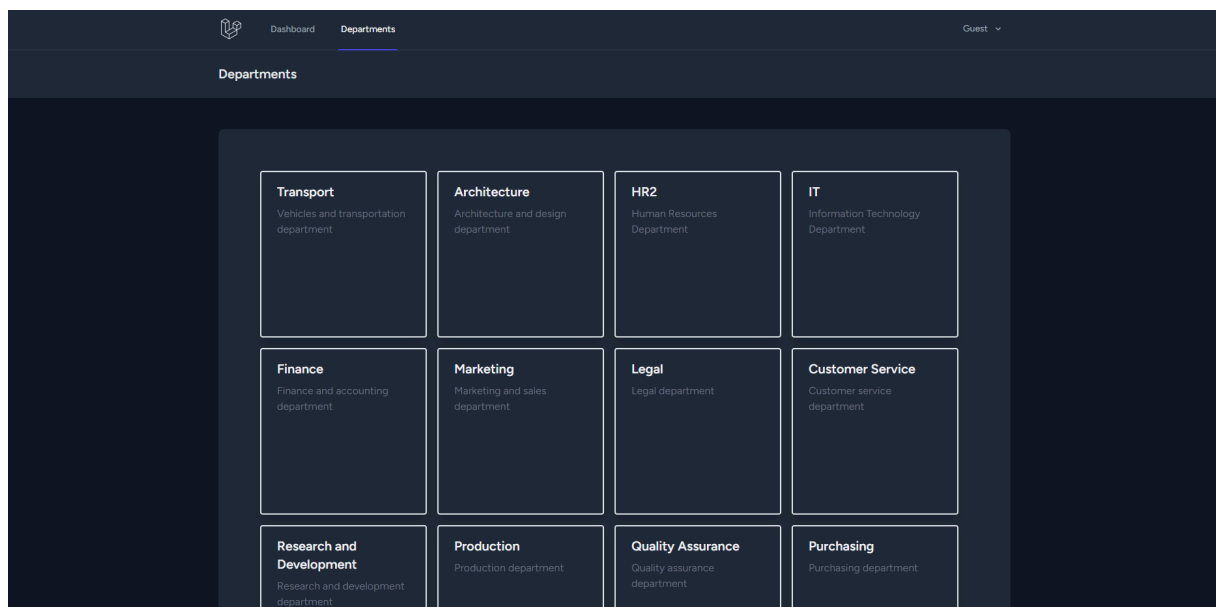 Dashboard
Departments
Guest
Departments
Transport
Vehicles and transportation
department
Architecture
Architecture and design
department
HR2
Human Resources
Department
IT
Information Technology
Department
Finance
Finance and accounting
department
Marketing
Marketing and sales
department
Legal
Legal department
Customer Service
Customer service
department
Research and
Development
Research and development
department
Production
Production department
Quality Assurance
Quality assurance
department
Purchasing
Purchasing department